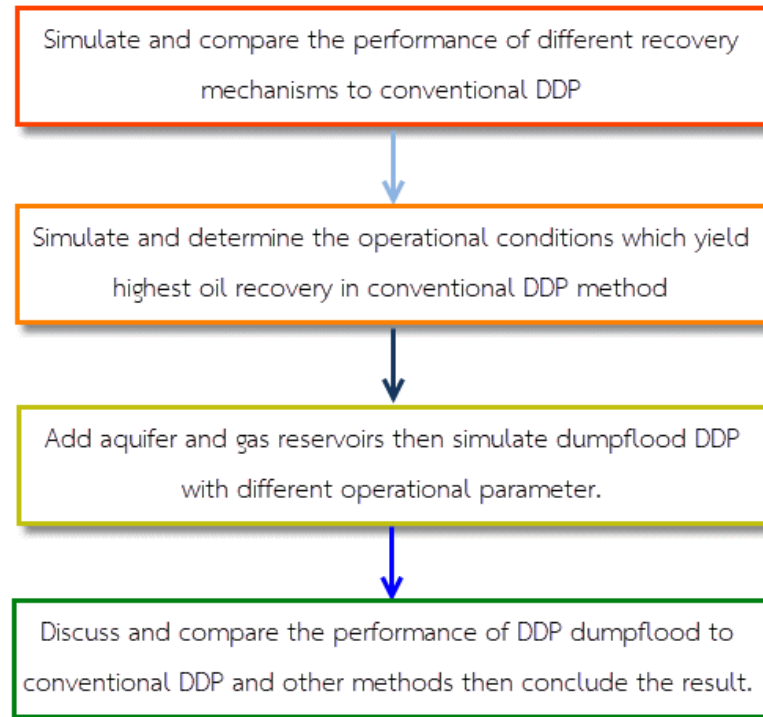 Simulate and compare the performance of different recovery
mechanisms to conventional DDP
Simulate and determine the operational conditions which yield
highest oil recovery in conventional DDP method
Add aquifer and gas reservoirs then simulate dumpflood DDP
with different operational parameter.
Discuss and compare the performance of DDP dumpflood to
conventional DDP and other methods then conclude the result.